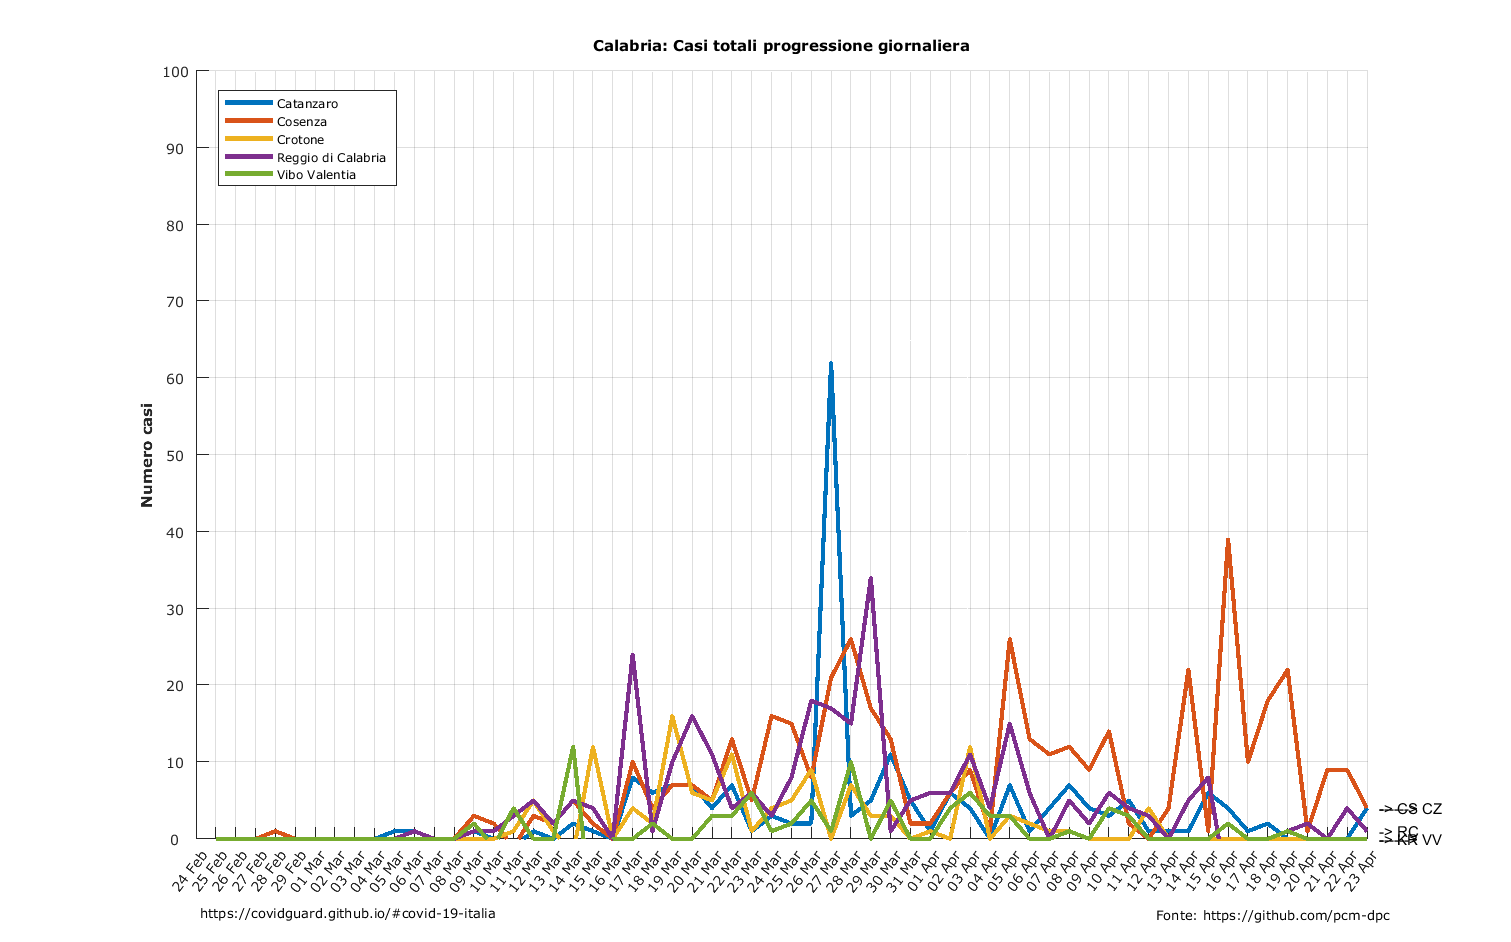 Calabria: Casi totali progressione giornaliera
100
90
80
70
60
50
40
30
20
10
0
Numero casi
Catanzaro
Cosenza
Crotone
Reggio di Calabria
Vibo Valentia
24 Feb
25 Feb
26 Feb
27 Feb
28 Feb
29 Feb
01 Mar
02 Mar
03 Mar
04 Mar
05 Mar
06 Mar
07 Mar
08 Mar
09 Mar
10 Mar
11 Mar
12 Mar
13 Mar
14 Mar
15 Mar
16 Mar
17 Mar
18 Mar
19 Mar
20 Mar
21 Mar
22 Mar
23 Mar
24 Mar
25 Mar
26 Mar
27 Mar
28 Mar
29 Mar
30 Mar
31 Mar
01 Apr
02 Apr
03 Apr
04 Apr
05 Apr
06 Apr
07 Apr
08 Apr
09 Apr
10 Apr
11 Apr
12 Apr
13 Apr
14 Apr
15 Apr
16 Apr
17 Apr
18 Apr
19 Apr
20 Apr
21 Apr
22 Apr
23 Apr
-> CS CZ
-> RC
-> KR VV
https://covidguard.github.io/#covid-19-italia
Fonte: https://github.com/pcm-dpc